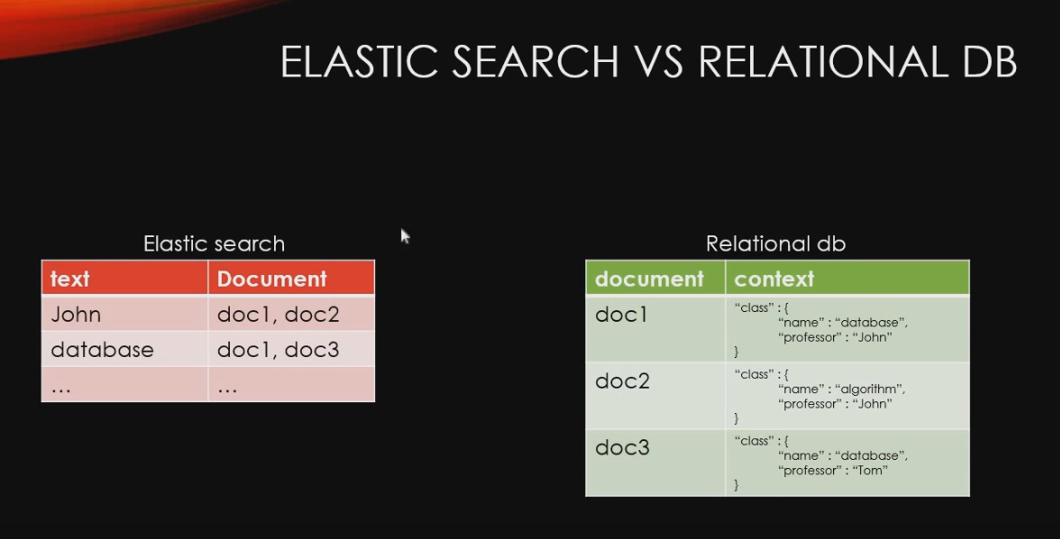 ELASTIC SEARCH VS RELATIONAL DB
Elastic search
text Document
John doc1, doc2
database doc1, doc3
... ...
Relational db
document context
doc1
"class" : {
"name" : "database",
"professor" : "John"
}
doc2
"class" : {
"name" : "algorithm",
"professor" : "John"
}
doc3
"class" : {
"name" : "database",
"professor" : "Tom"
}